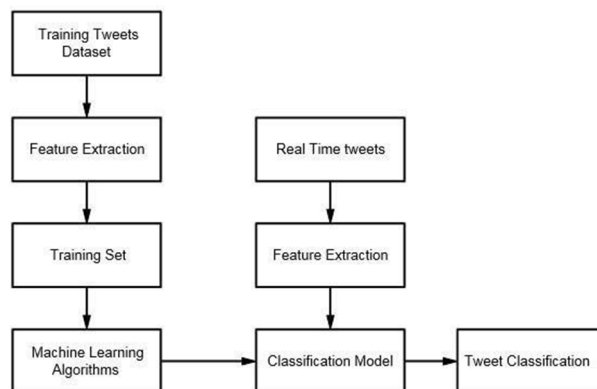 Training Tweets
Dataset
Feature Extraction
Training Set
Machine Learning
Algorithms
Real Time tweets
Feature Extraction
Classification Model
Tweet Classification